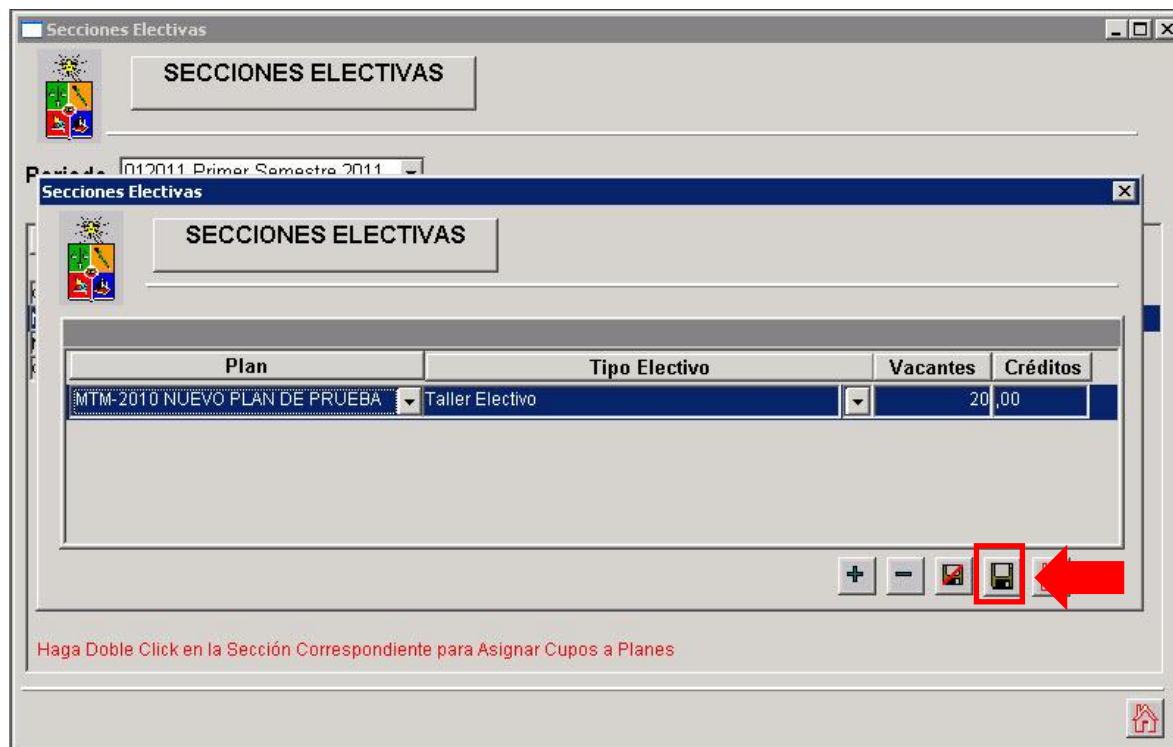 Secciones Electivas
SECCIONES ELECTIVAS
Periodo 012011 Primer Semestre 2011
Secciones Electivas
SECCIONES ELECTIVAS
Plan Tipo Electivo Vacantes Créditos
MTM-2010 NUEVO PLAN DE PRUEBA Taller Electivo 20 ,00
Haga Doble Click en la Sección Correspondiente para Asignar Cupos a Planes